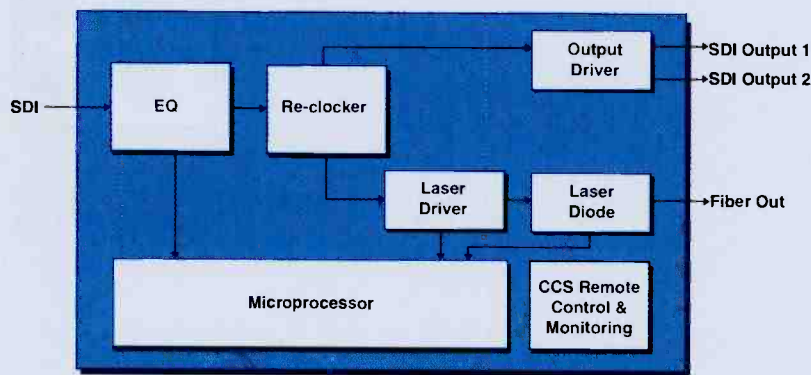 Output
Driver
SDI Output 1
SDI Output 2
SDI
EQ
Re-clocker
Laser
Driver
Laser
Diode
Fiber Out
Microprocessor
CCS Remote
Control &
Monitoring